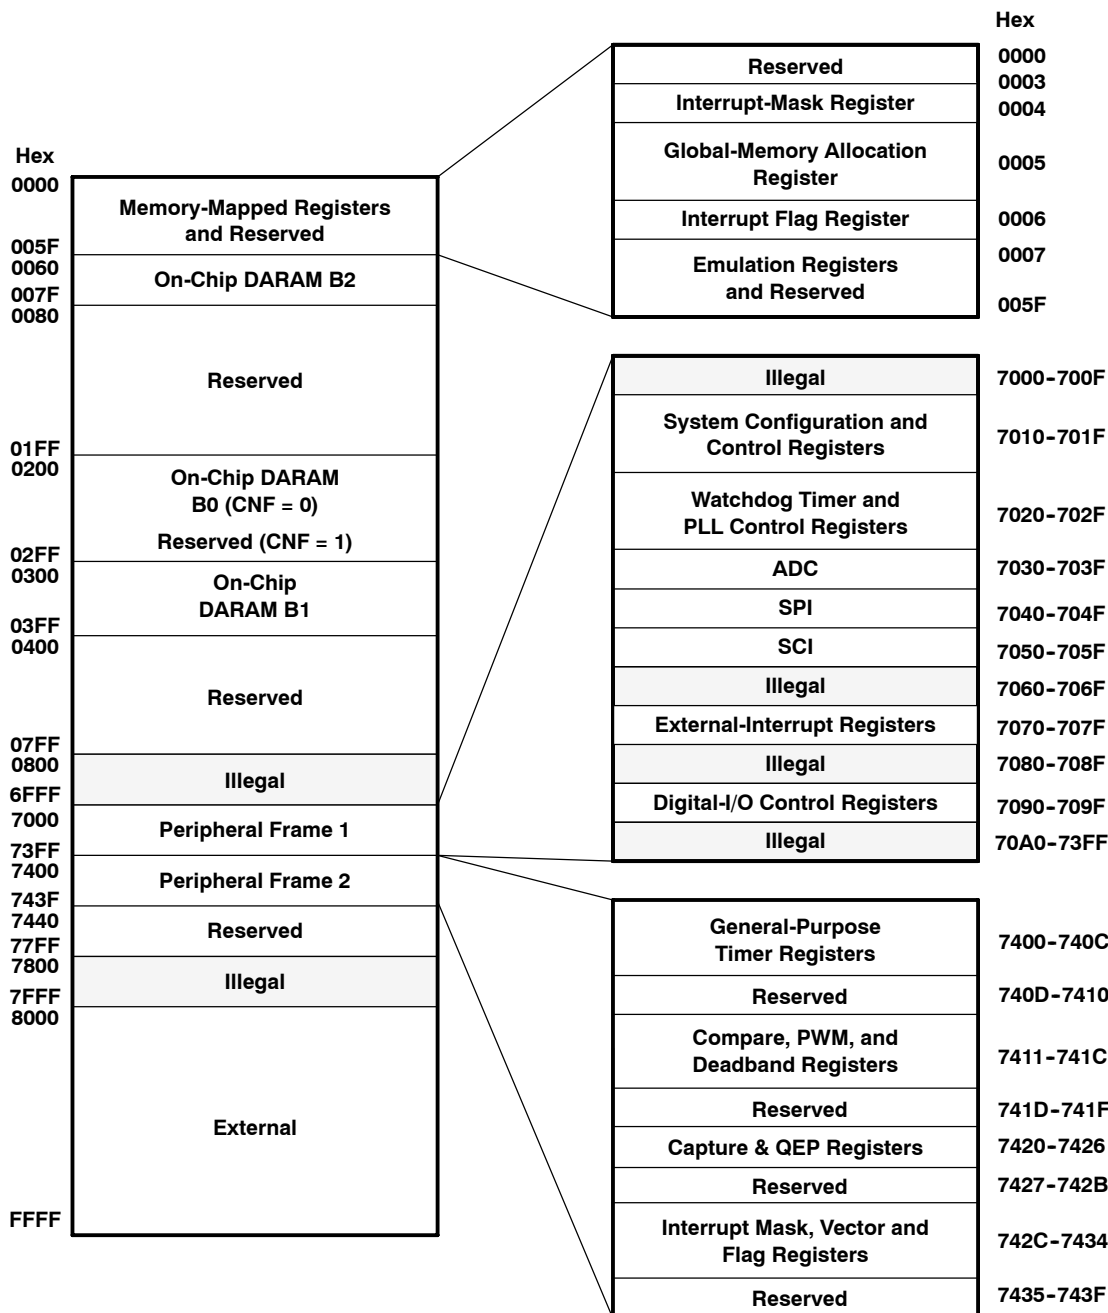 Hex
0000
Memory-Mapped Registers
and Reserved
005F
0060
On-Chip DARAM B2
007F
0080
Reserved
01FF
0200
On-Chip DARAM
B0 (CNF = 0)
Reserved (CNF = 1)
02FF
0300
On-Chip
DARAM B1
03FF
0400
Reserved
07FF
0800
Illegal
6FFF
7000
Peripheral Frame 1
73FF
7400
Peripheral Frame 2
743F
7440
Reserved
77FF
7800
Illegal
7FFF
8000
External
FFFF
Hex
Reserved
0000
0003
Interrupt-Mask Register
0004
Global-Memory Allocation
Register
0005
Interrupt Flag Register
0006
0007
Emulation Registers
and Reserved
005F
Illegal
7000-700F
System Configuration and
Control Registers
7010-701F
Watchdog Timer and
PLL Control Registers
7020-702F
ADC
7030-703F
SPI
7040-704F
SCI
7050-705F
Illegal
7060-706F
External-Interrupt Registers
7070-707F
Illegal
7080-708F
Digital-I/O Control Registers
7090-709F
Illegal
70A0-73FF
General-Purpose
Timer Registers
7400-740C
Reserved
740D-7410
Compare, PWM, and
Deadband Registers
7411-741C
Reserved
741D-741F
Capture & QEP Registers
7420-7426
Reserved
7427-742B
Interrupt Mask, Vector and
Flag Registers
742C-7434
Reserved
7435-743F